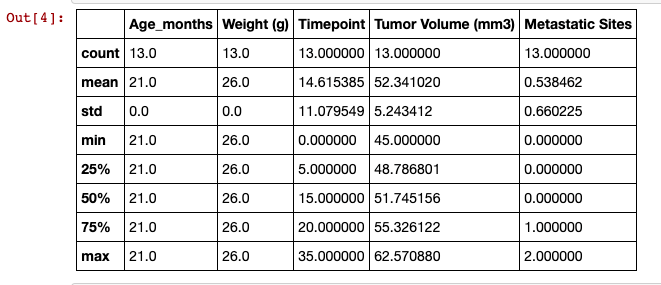 Out[4]:
Age_months Weight (g) Timepoint Tumor Volume (mm3) Metastatic Sites
count 13.0 13.0 13.000000 13.000000 13.000000
mean 21.0 26.0 14.615385 52.341020 0.538462
std 0.0 0.0 11.079549 5.243412 0.660225
min 21.0 26.0 0.000000 45.000000 0.000000
25% 21.0 26.0 5.000000 48.786801 0.000000
50% 21.0 26.0 15.000000 51.745156 0.000000
75% 21.0 26.0 20.000000 55.326122 1.000000
max 21.0 26.0 35.000000 62.570880 2.000000